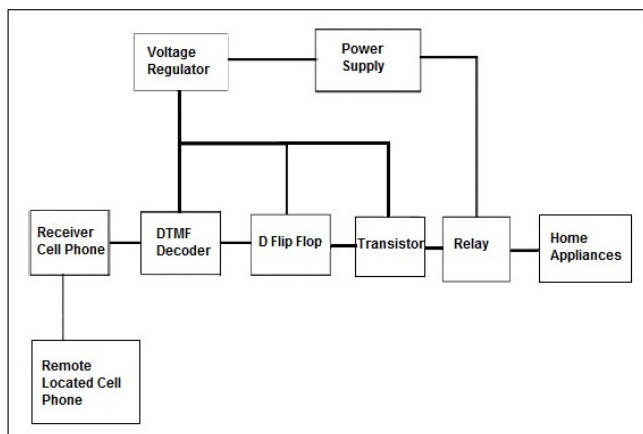 Voltage
Regulator
Power
Supply
Receiver
Cell Phone
DTMF
Decoder
D Flip Flop
Transistor
Relay
Home
Appliances
Remote
Located Cell
Phone